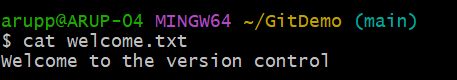 arupp@ARUP-04 MINGW64 ~/GitDemo (main)
$ cat welcome.txt
Welcome to the version control